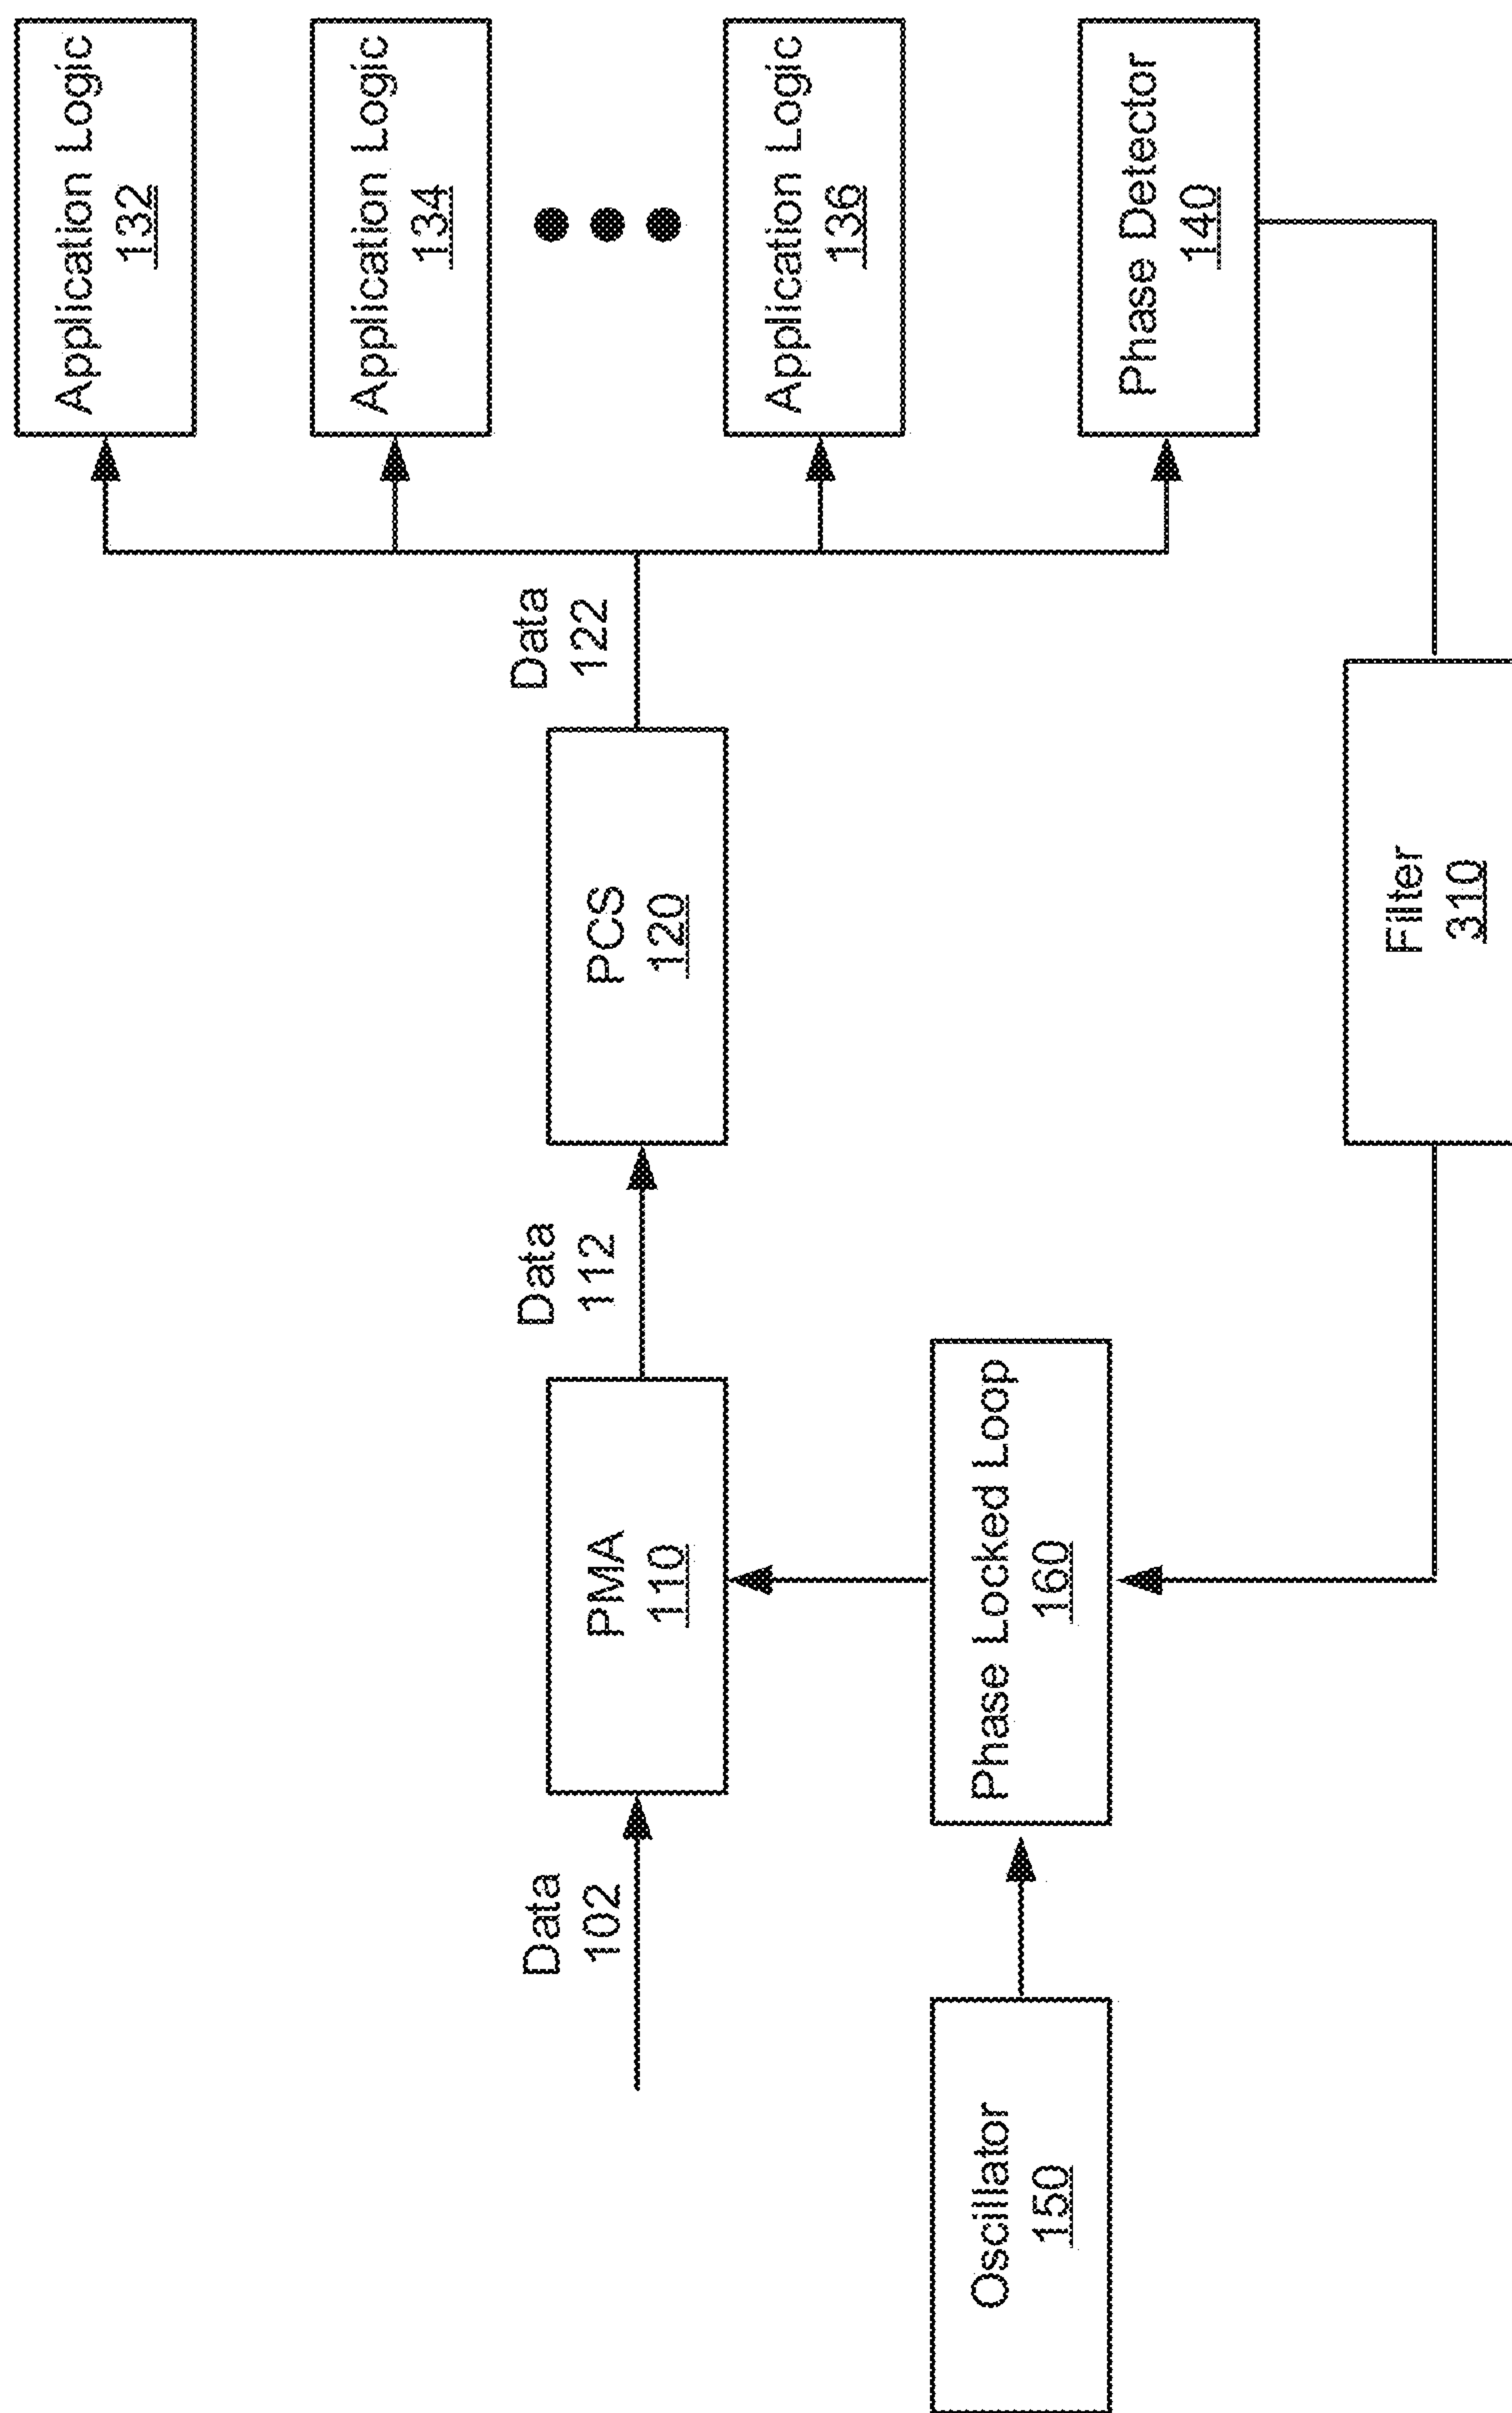 Application Logic
132
Application Logic
134
Application Logic
136
Phase Detector
140
Data
122
PCS
120
Filter
310
Data
112
PMA
110
Phase Locked Loop
160
Data
102
Oscillator
150